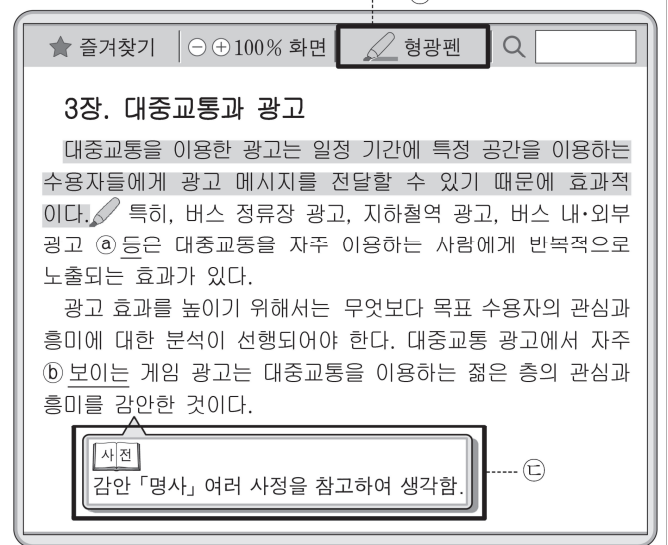 ★ 즐겨찾기 ⊖⊕100% 화면 형광펜
3장. 대중교통과 광고
대중교통을 이용한 광고는 일정 기간에 특정 공간을 이용하는
수용자들에게 광고 메시지를 전달할 수 있기 때문에 효과적
이다. 특히, 버스 정류장 광고, 지하철역 광고, 버스 내·외부
광고 ⓐ 등은 대중교통을 자주 이용하는 사람에게 반복적으로
노출되는 효과가 있다.
광고 효과를 높이기 위해서는 무엇보다 목표 수용자의 관심과
흥미에 대한 분석이 선행되어야 한다. 대중교통 광고에서 자주
ⓑ 보이는 게임 광고는 대중교통을 이용하는 젊은 층의 관심과
흥미를 감안한 것이다.
사전
감안 「명사」 여러 사정을 참고하여 생각함.
㉢